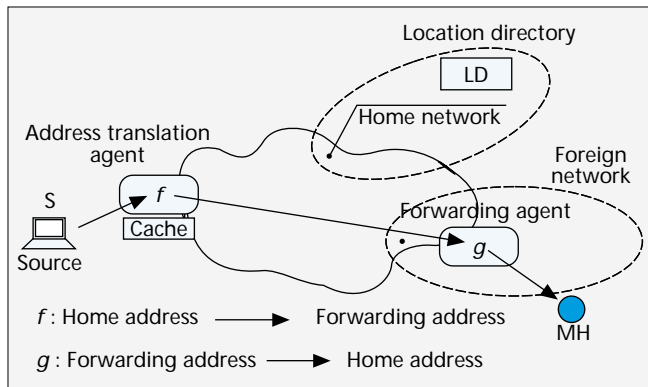 Location directory
LD
Home network
Address translation
agent
Foreign
network
S
f
Forwarding agent
Cache
g
Source
f : Home address Forwarding address
MH
g : Forwarding address Home address